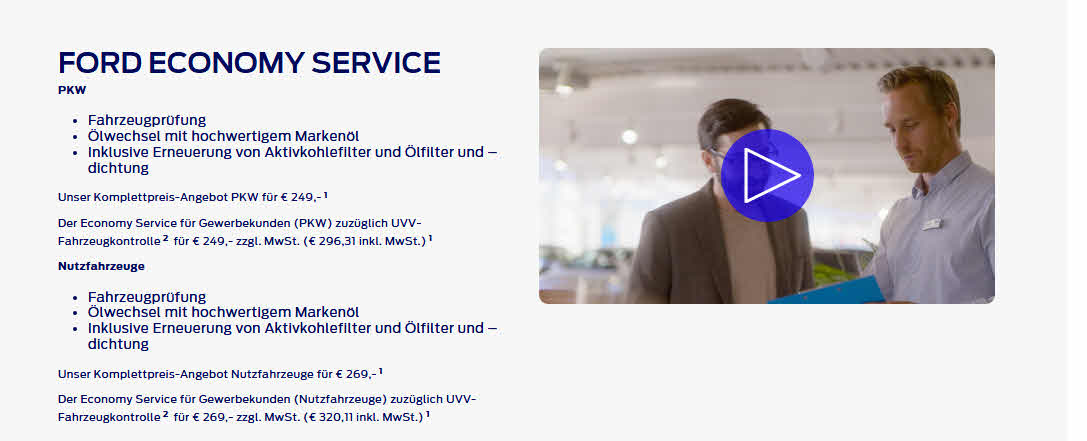 FORD ECONOMY SERVICE
PKW
• Fahrzeugprüfung
• Ölwechsel mit hochwertigem Markenöl
• Inklusive Erneuerung von Aktivkohlefilter und Ölfilter und –
dichtung
Unser Komplettpreis-Angebot PKW für € 249,- ¹
Der Economy Service für Gewerbekunden (PKW) zuzüglich UVV-
Fahrzeugkontrolle ² für € 249,- zzgl. MwSt. (€ 296,31 inkl. MwSt.) ¹
Nutzfahrzeuge
• Fahrzeugprüfung
• Ölwechsel mit hochwertigem Markenöl
• Inklusive Erneuerung von Aktivkohlefilter und Ölfilter und –
dichtung
Unser Komplettpreis-Angebot Nutzfahrzeuge für € 269,- ¹
Der Economy Service für Gewerbekunden (Nutzfahrzeuge) zuzüglich UVV-
Fahrzeugkontrolle ² für € 269,- zzgl. MwSt. (€ 320,11 inkl. MwSt.) ¹